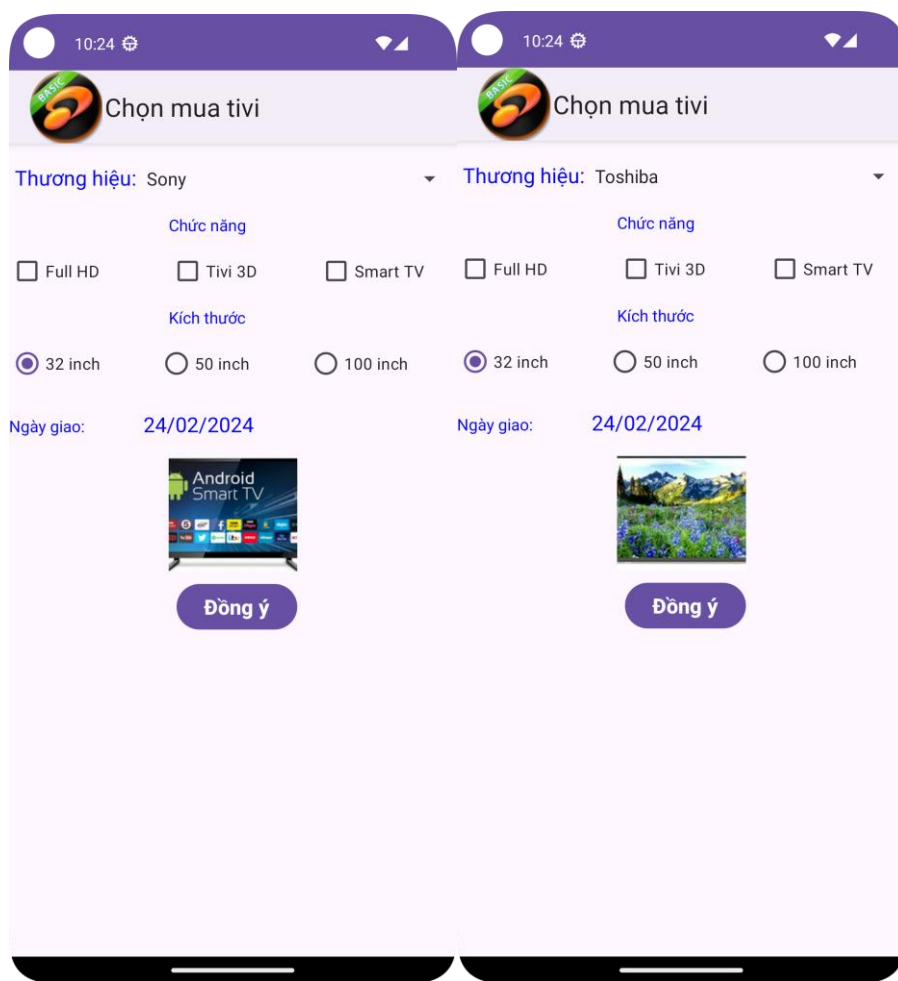 10:24
BASIC
Chọn mua tivi
Thương hiệu: Sony
Chức năng
Full HD Tivi 3D Smart TV
Kích thước
32 inch 50 inch 100 inch
Ngày giao: 24/02/2024
Android
Smart TV
Đồng ý
10:24
BASIC
Chọn mua tivi
Thương hiệu: Toshiba
Chức năng
Full HD Tivi 3D Smart TV
Kích thước
32 inch 50 inch 100 inch
Ngày giao: 24/02/2024
Đồng ý